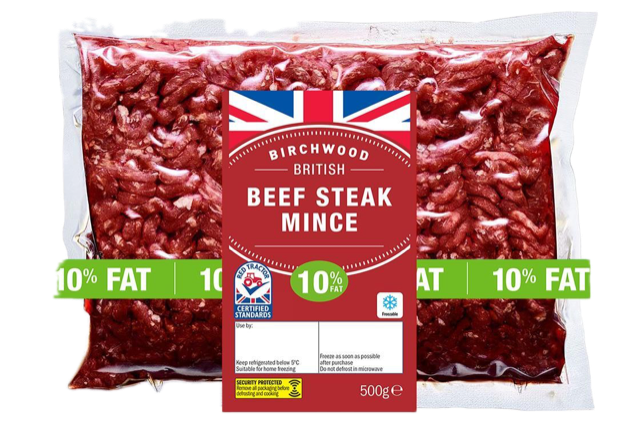 BIRCHWOOD
BRITISH
BEEF STEAK
MINCE
10% FAT
10
10% FAT
AT
10% FAT
RED TRACTOR
CERTIFIED
STANDARDS
Freezable
Use by:
Keep refrigerated below 5°C
Suitable for home freezing
Freeze as soon as possible
after purchase
Do not defrost in microwave
SECURITY PROTECTED
Remove all packaging before
defrosting and cooking
500g e